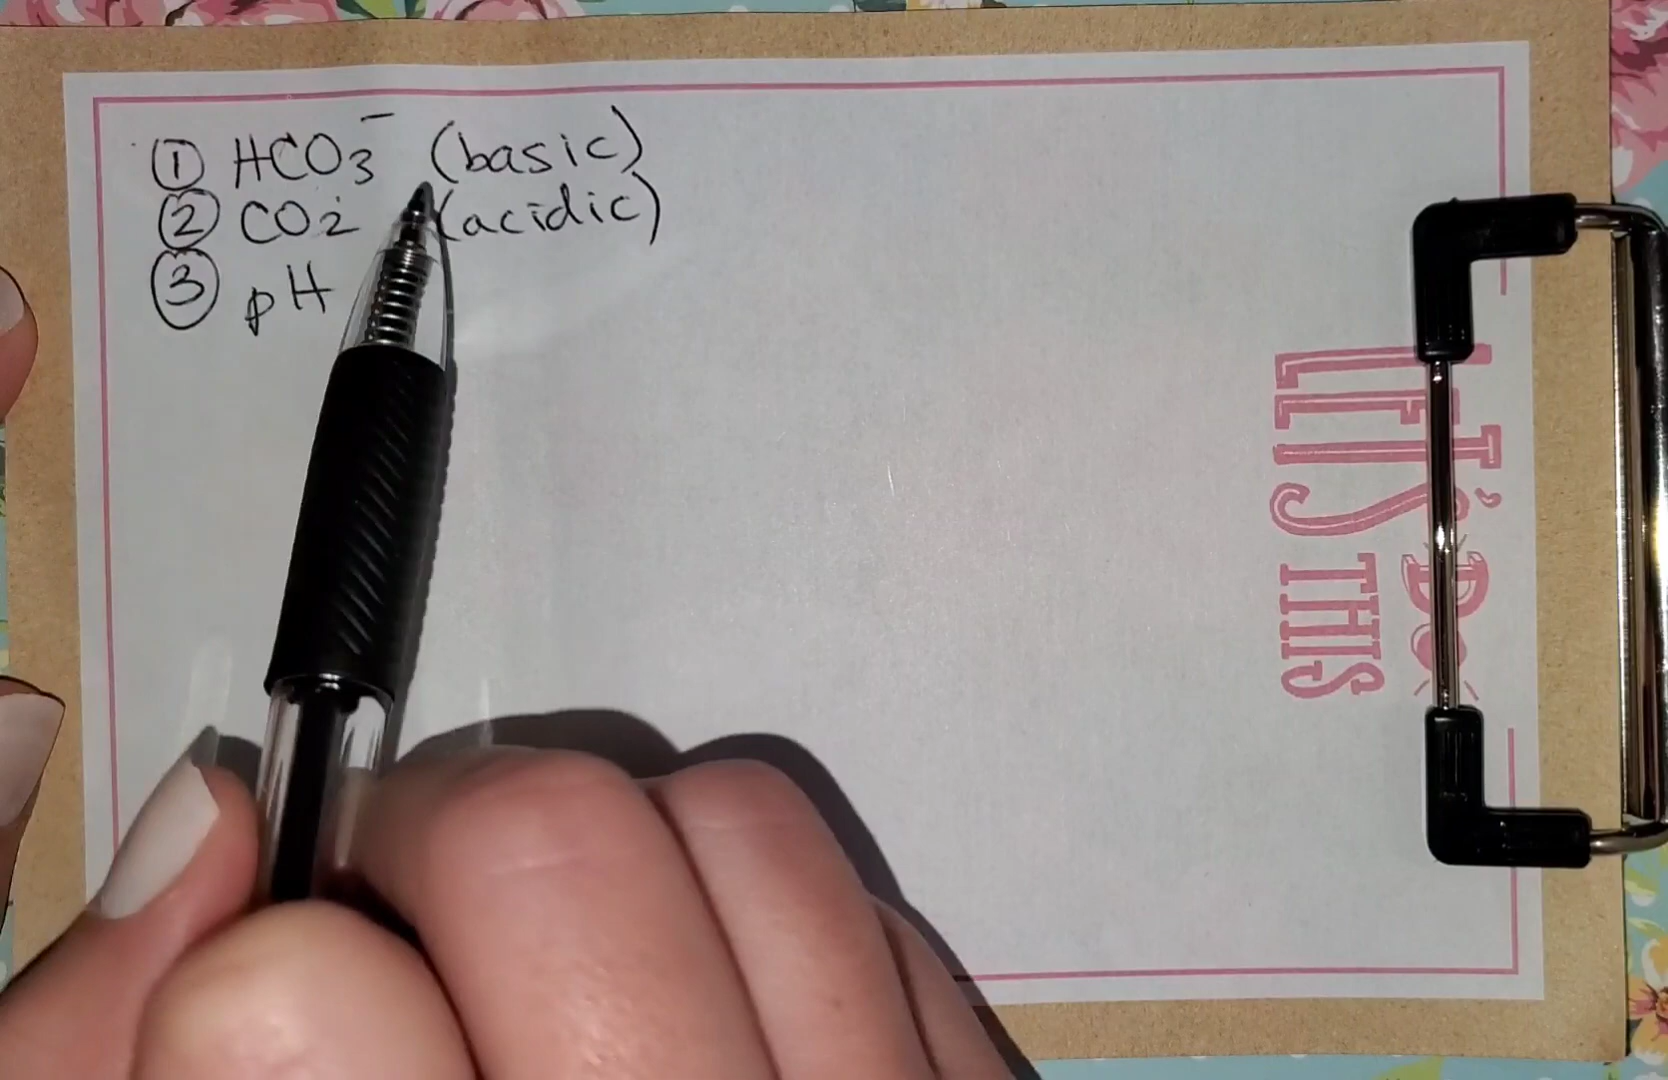 ① HCO3⁻ (basic)
② CO2 (acidic)
③ pH
LET'S
DO
THIS